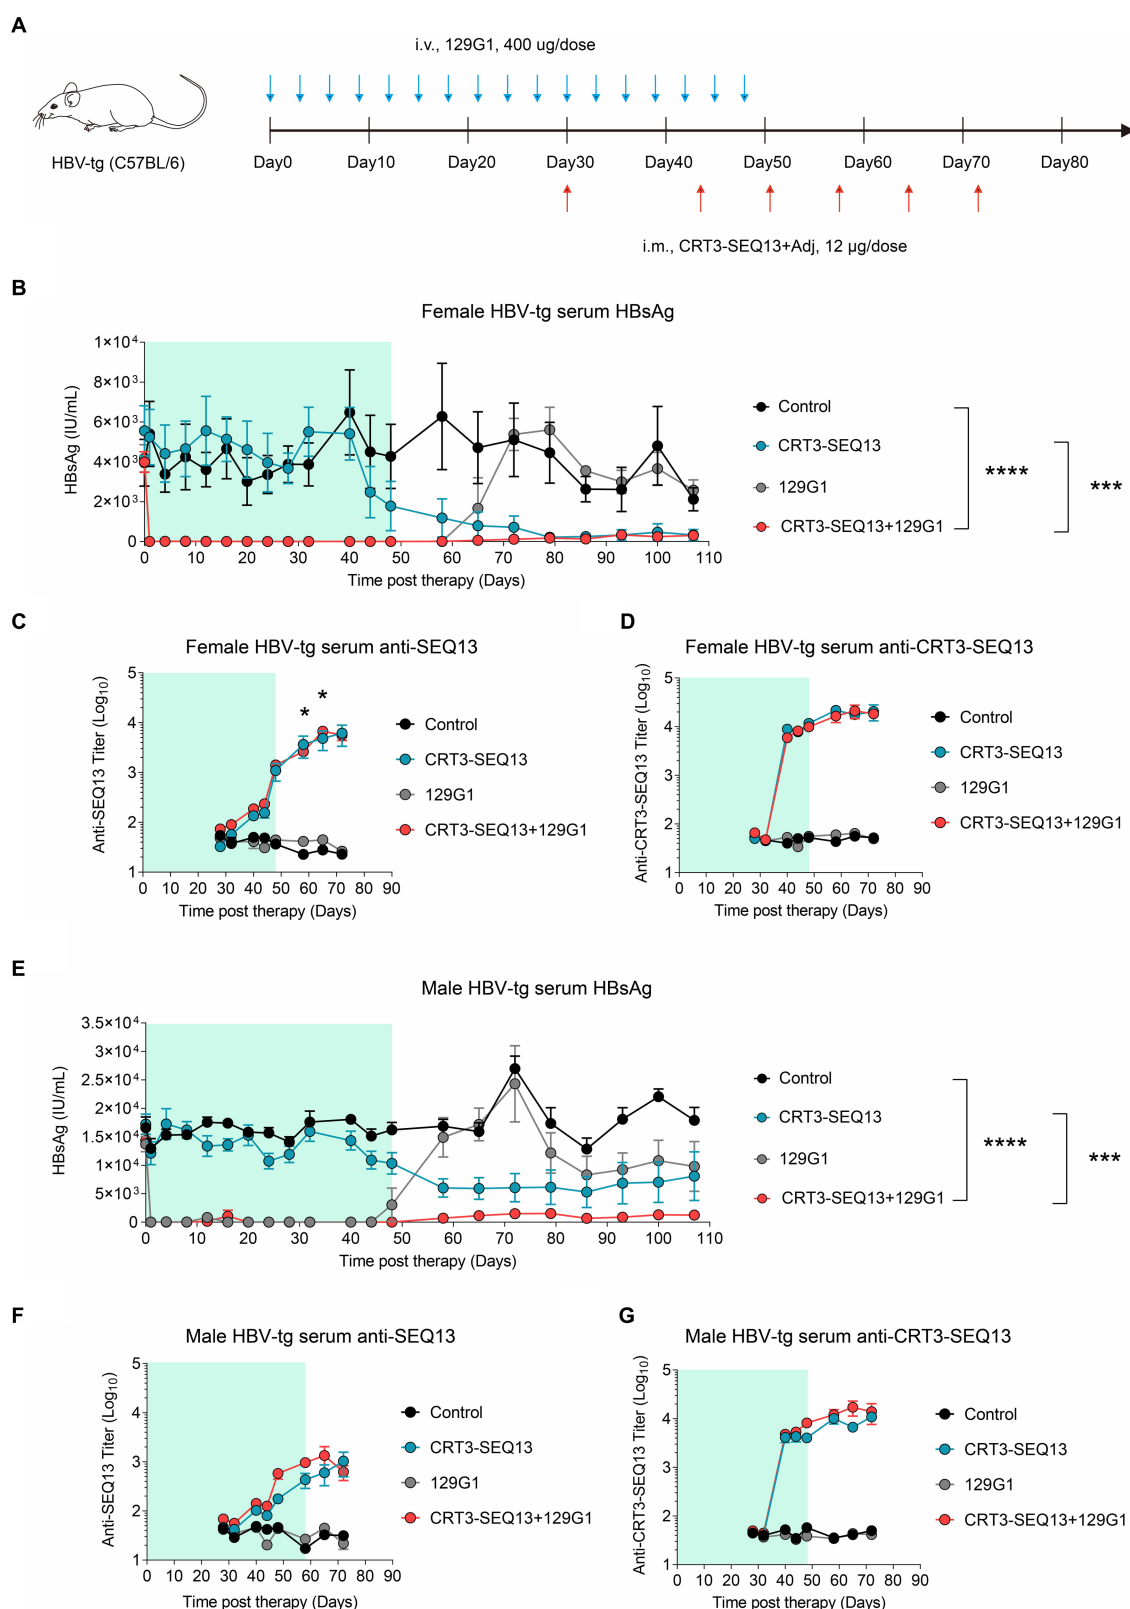 A
i.v., 129G1, 400 ug/dose
HBV-tg (C57BL/6)
Day0 Day10 Day20 Day30 Day40 Day50 Day60 Day70 Day80
i.m., CRT3-SEQ13+Adj, 12 μg/dose
B
Female HBV-tg serum HBsAg
HBsAg (IU/mL)
1×10⁴
8×10³
6×10³
4×10³
2×10³
0
0 10 20 30 40 50 60 70 80 90 100 110
Time post therapy (Days)
Control
CRT3-SEQ13
129G1
CRT3-SEQ13+129G1
****
***
C
Female HBV-tg serum anti-SEQ13
Anti-SEQ13 Titer (Log₁₀)
5
4
3
2
1
* *
0 10 20 30 40 50 60 70 80 90
Time post therapy (Days)
Control
CRT3-SEQ13
129G1
CRT3-SEQ13+129G1
D
Female HBV-tg serum anti-CRT3-SEQ13
Anti-CRT3-SEQ13 Titer (Log₁₀)
5
4
3
2
1
0 10 20 30 40 50 60 70 80 90
Time post therapy (Days)
Control
CRT3-SEQ13
129G1
CRT3-SEQ13+129G1
E
Male HBV-tg serum HBsAg
HBsAg (IU/mL)
3.5×10⁴
3×10⁴
2.5×10⁴
2×10⁴
1.5×10⁴
1×10⁴
5×10³
0
0 10 20 30 40 50 60 70 80 90 100 110
Time post therapy (Days)
Control
CRT3-SEQ13
129G1
CRT3-SEQ13+129G1
****
***
F
Male HBV-tg serum anti-SEQ13
Anti-SEQ13 Titer (Log₁₀)
5
4
3
2
1
0 10 20 30 40 50 60 70 80 90
Time post therapy (Days)
Control
CRT3-SEQ13
129G1
CRT3-SEQ13+129G1
G
Male HBV-tg serum anti-CRT3-SEQ13
Anti-CRT3-SEQ13 Titer (Log₁₀)
5
4
3
2
1
0 10 20 30 40 50 60 70 80 90
Time post therapy (Days)
Control
CRT3-SEQ13
129G1
CRT3-SEQ13+129G1